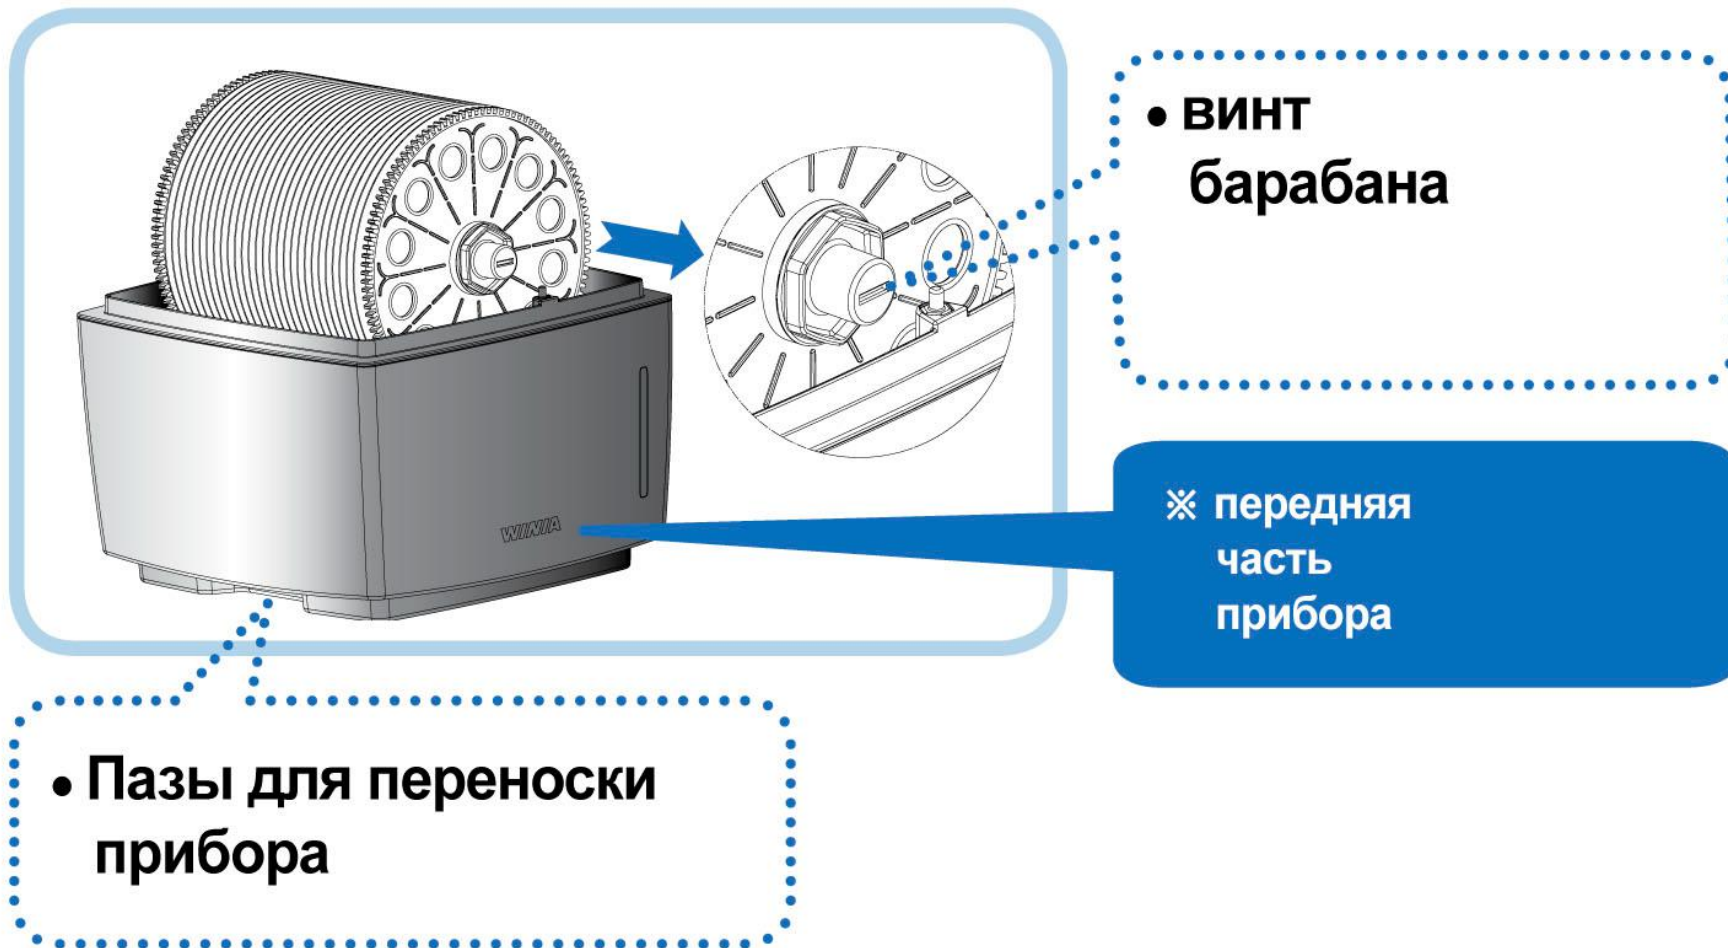 • винт
барабана
WINIA
※ передняя
часть
прибора
• Пазы для переноски
прибора